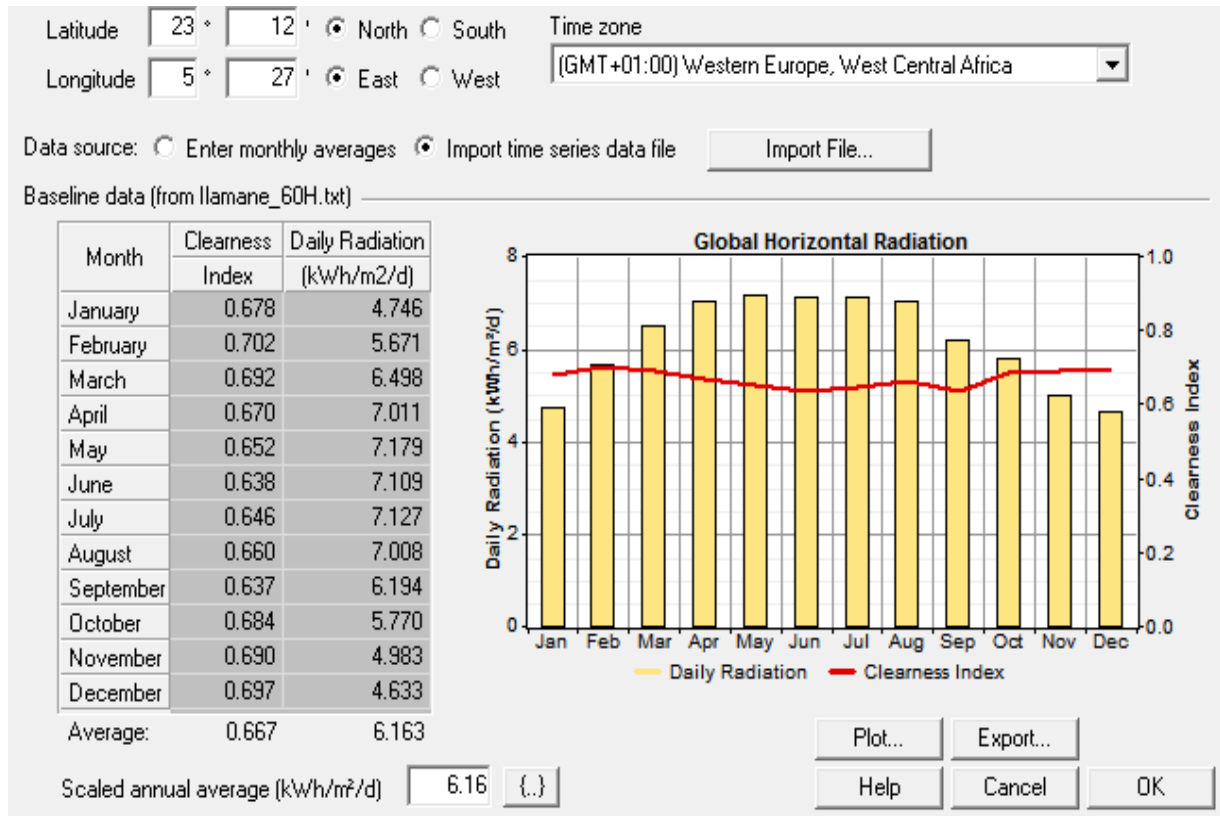 Latitude 23 ° 12 ' North South Time zone
Longitude 5 ° 27 ' East West (GMT+01:00) Western Europe, West Central Africa
Data source: Enter monthly averages Import time series data file Import File...
Baseline data (from Ilamane_60H.txt)
Month Clearness Index Daily Radiation (kWh/m2/d)
January 0.678 4.746
February 0.702 5.671
March 0.692 6.498
April 0.670 7.011
May 0.652 7.179
June 0.638 7.109
July 0.646 7.127
August 0.660 7.008
September 0.637 6.194
October 0.684 5.770
November 0.690 4.983
December 0.697 4.633
Average: 0.667 6.163
Scaled annual average (kWh/m²/d) 6.16 {..}
Global Horizontal Radiation
Daily Radiation (kWh/m²/d)
8
6
4
2
0
Jan Feb Mar Apr May Jun Jul Aug Sep Oct Nov Dec
1.0
0.8
0.6
0.4
0.2
0.0
Clearness Index
Daily Radiation Clearness Index
Plot... Export...
Help Cancel OK